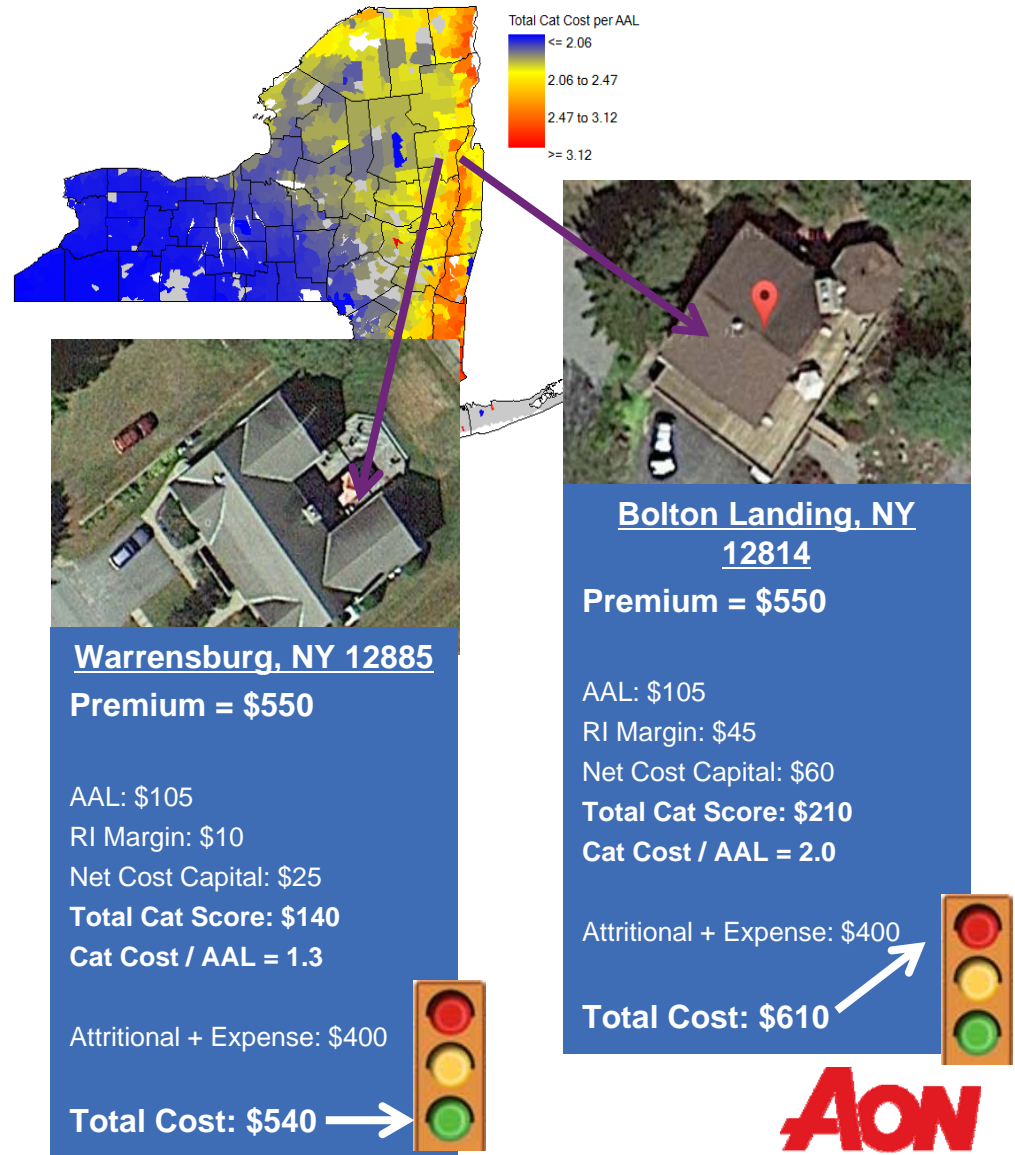 Total Cat Cost per AAL
<= 2.06
2.06 to 2.47
2.47 to 3.12
>= 3.12
Bolton Landing, NY
12814
Premium = $550
AAL: $105
RI Margin: $45
Net Cost Capital: $60
Total Cat Score: $210
Cat Cost / AAL = 2.0
Attritional + Expense: $400
Total Cost: $610
Warrensburg, NY 12885
Premium = $550
AAL: $105
RI Margin: $10
Net Cost Capital: $25
Total Cat Score: $140
Cat Cost / AAL = 1.3
Attritional + Expense: $400
Total Cost: $540
AON